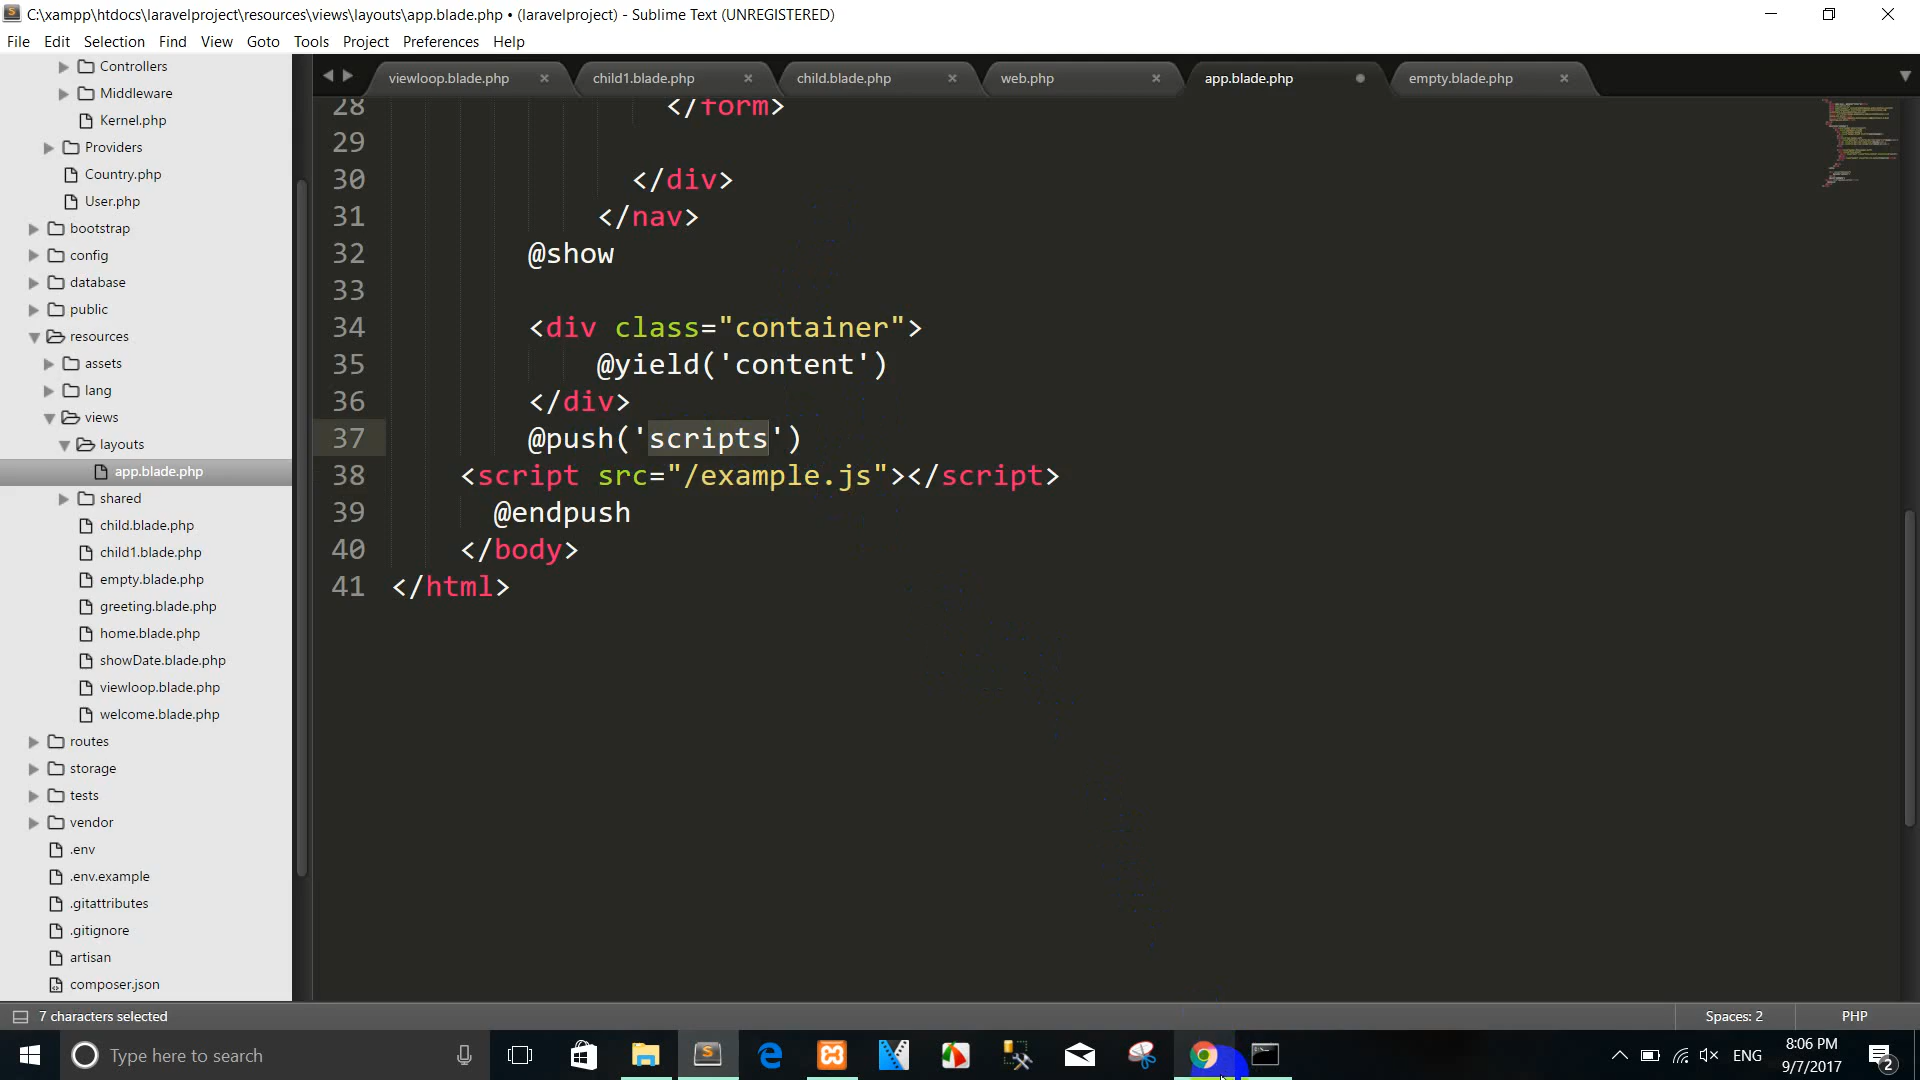 C:\xampp\htdocs\laravelproject\resources\views\layouts\app.blade.php • (laravelproject) - Sublime Text (UNREGISTERED)
File Edit Selection Find View Goto Tools Project Preferences Help
Controllers
Middleware
Kernel.php
Providers
Country.php
User.php
bootstrap
config
database
public
resources
assets
lang
views
layouts
app.blade.php
shared
child.blade.php
child1.blade.php
empty.blade.php
greeting.blade.php
home.blade.php
showDate.blade.php
viewloop.blade.php
welcome.blade.php
routes
storage
tests
vendor
.env
.env.example
.gitattributes
.gitignore
artisan
composer.json
viewloop.blade.php child1.blade.php child.blade.php web.php app.blade.php empty.blade.php
28 </form>
29
30 </div>
31 </nav>
32 @show
33
34 <div class="container">
35 @yield('content')
36 </div>
37 @push('scripts')
38 <script src="/example.js"></script>
39 @endpush
40 </body>
41 </html>
7 characters selected Spaces: 2 PHP
Type here to search ENG 8:06 PM
9/7/2017 2